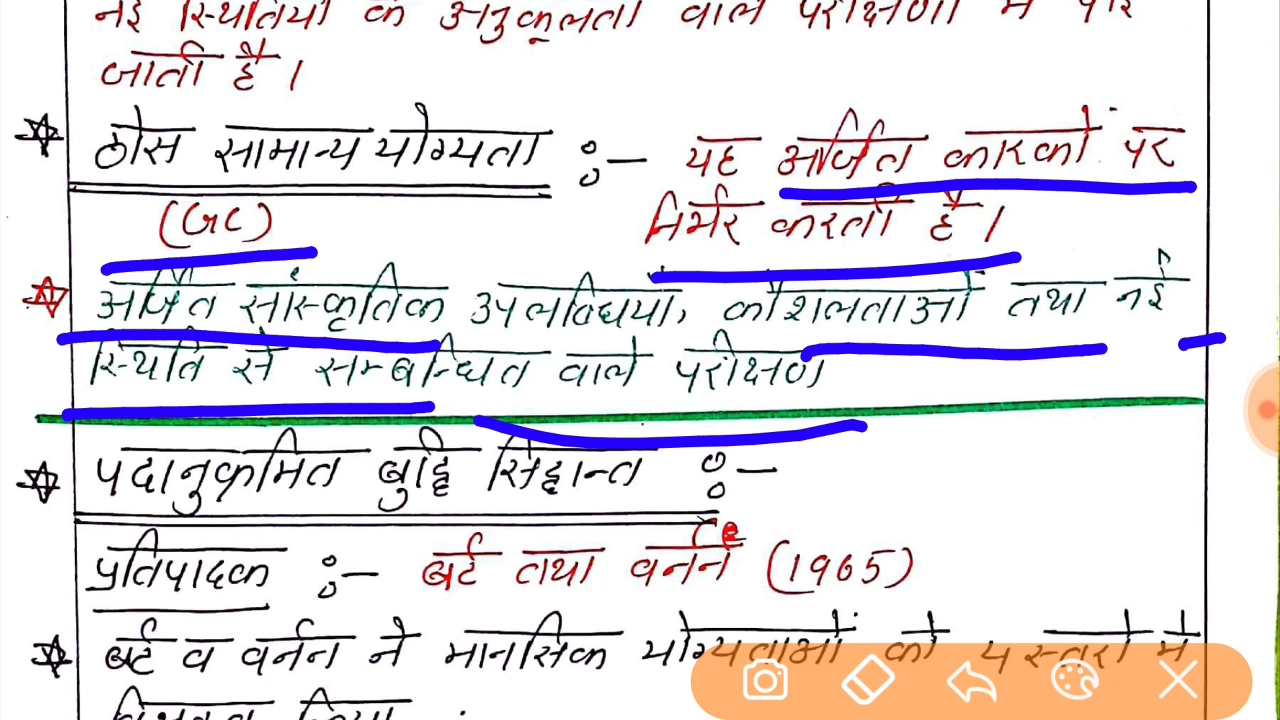 नई स्थितियों के अनुकूलता वाले परीक्षणों में पाई
जाती है।
ठोस सामान्य योग्यता :- यह अर्जित कारकों पर
(GC) निर्भर करती है।
अर्जित सांस्कृतिक उपलब्धियों, कौशलताओं तथा नई
स्थिति से सम्बन्धित वाले परीक्षण
पदानुक्रमित बुद्धि सिद्धान्त :-
प्रतिपादक :- बर्ट तथा वर्नन (1965)
बर्ट व वर्नन ने मानसिक योग्यताओं को 4 स्तरों में